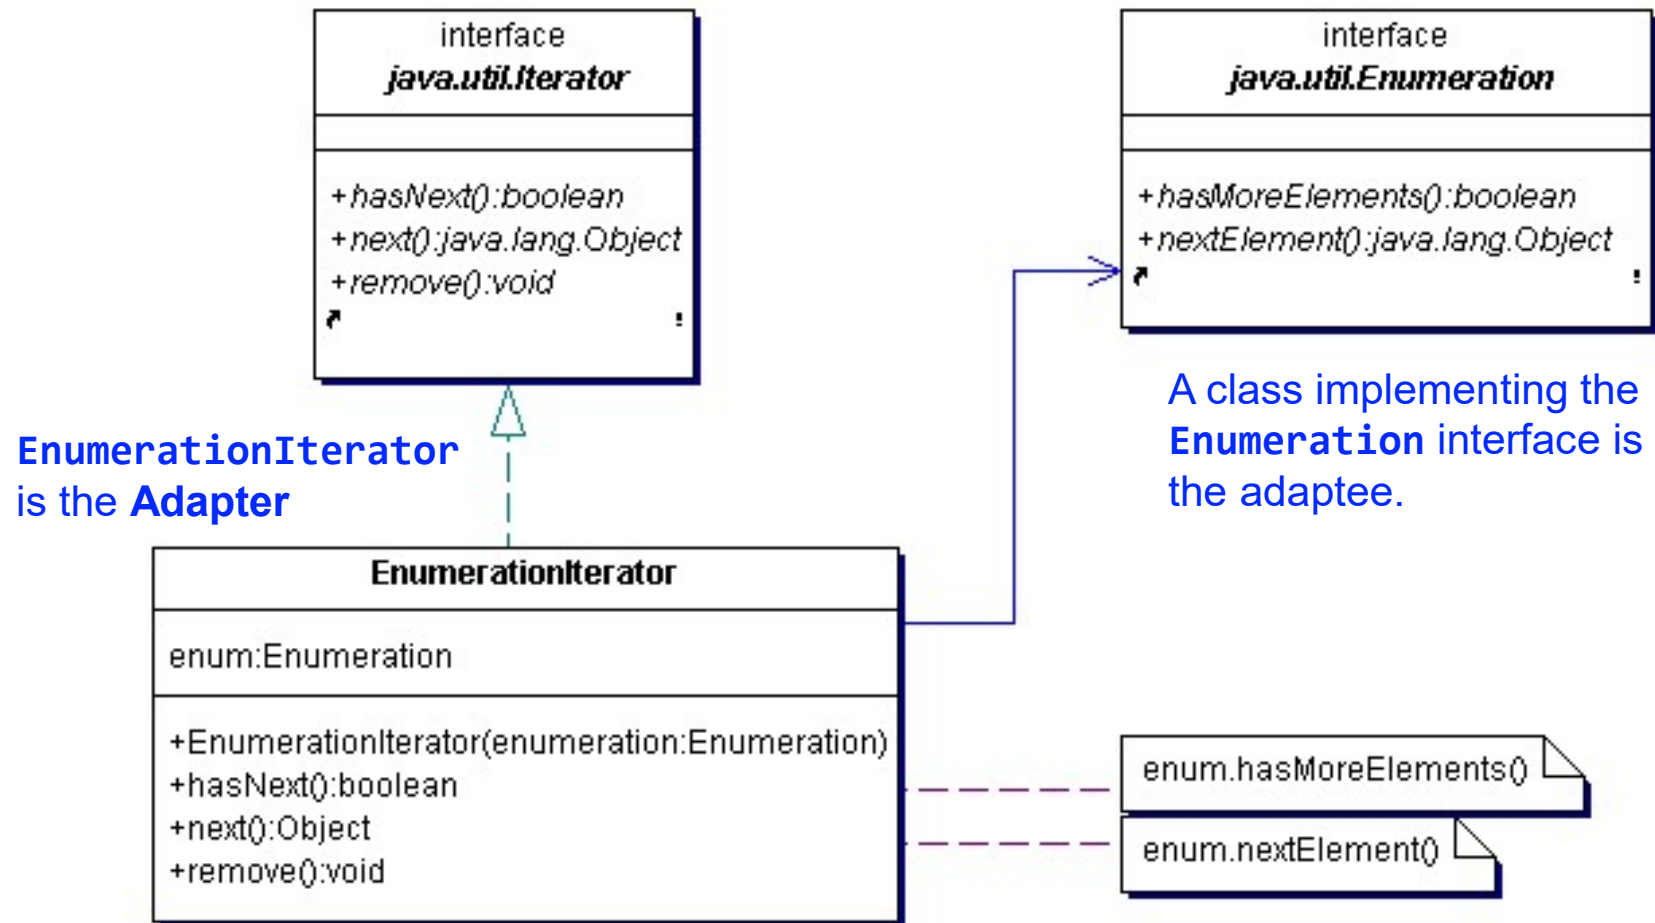 interface
java.util.Iterator
+hasNext():boolean
+next():java.lang.Object
+remove():void
!
interface
java.util.Enumeration
+hasMoreElements():boolean
+nextElement():java.lang.Object
!
EnumerationIterator
is the Adapter
A class implementing the
Enumeration interface is
the adaptee.
EnumerationIterator
enum:Enumeration
+EnumerationIterator(enumeration:Enumeration)
+hasNext():boolean
+next():Object
+remove():void
enum.hasMoreElements()
enum.nextElement()